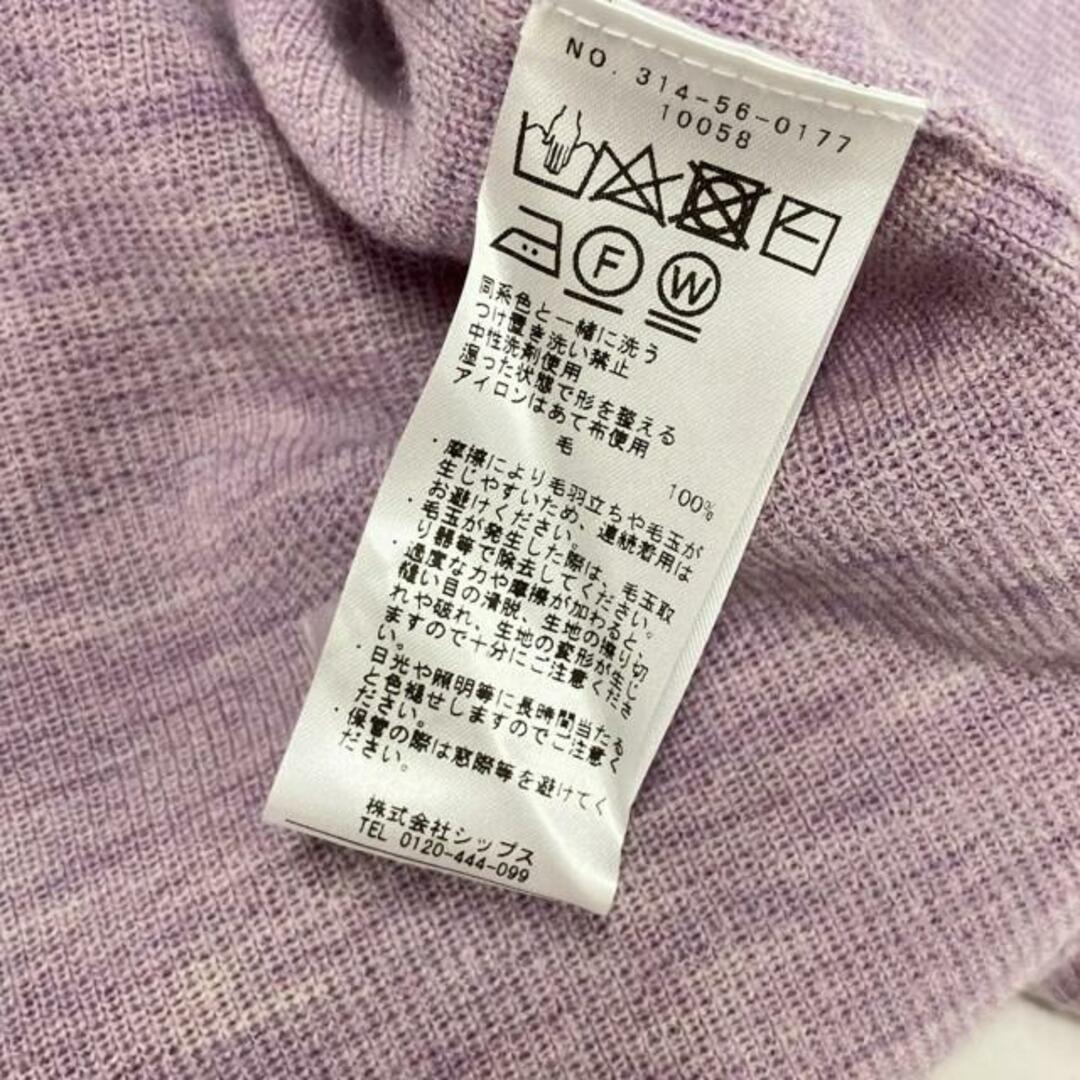 NO. 314-56-0177
10058
F
W
同系色と一緒に洗う
つけ置き洗い禁止
中性洗剤使用
湿った状態で形を整える
アイロンはあて布使用
毛 100%
・摩擦により毛羽立ちや毛玉が
生じやすいため、連続着用は
お避けください。
・毛玉が発生した際は、毛玉取
り器等で除去してください。
・過度な力や摩擦が加わると、
縫い目の滑脱、生地の擦り切
れや破れ、生地の変形が生じ
ますので十分にご注意くださ
い。
・日光や照明等に長時間当たる
と色褪せしますのでご注意く
ださい。
・保管の際は窓際等を避けてく
ださい。
株式会社シップス
TEL 0120-444-099